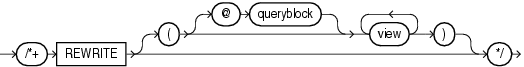 @ queryblock
( view )
/*+ REWRITE */